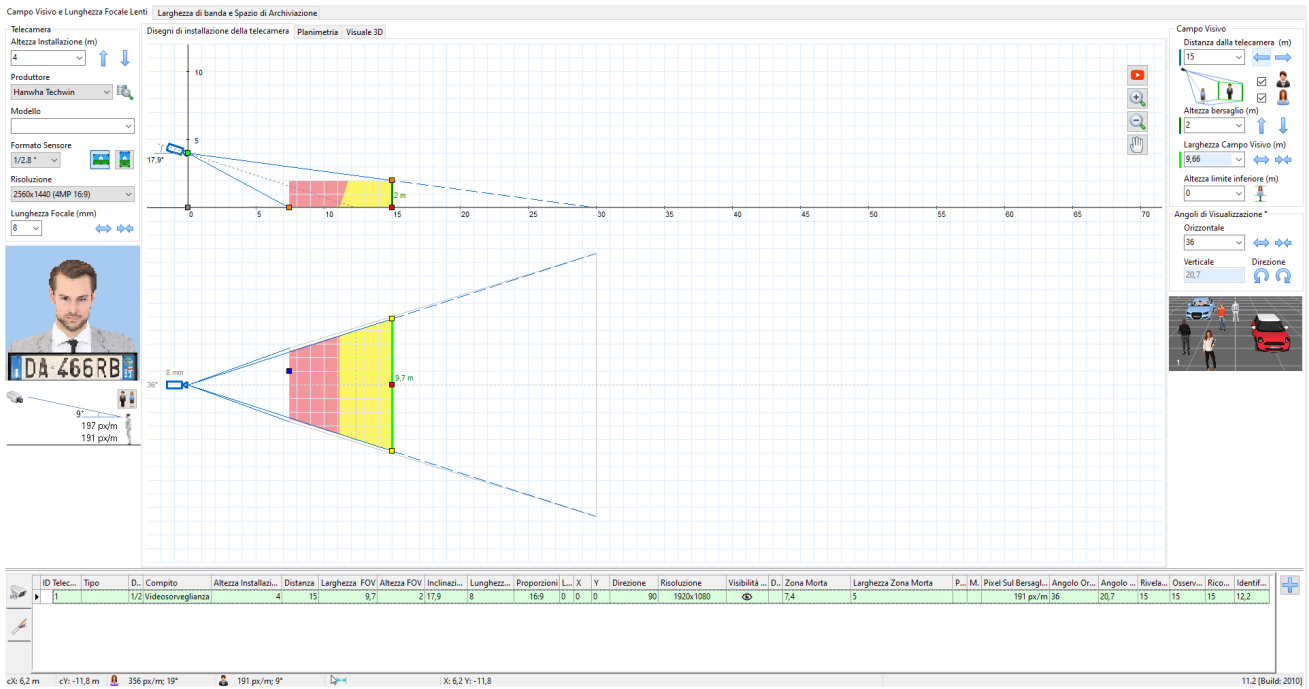 Campo Visivo e Lunghezza Focale Lenti
Larghezza di banda e Spazio di Archiviazione
Telecamera
Altezza Installazione (m)
4
Produttore
Hanwha Techwin
Modello
Formato Sensore
1/2.8 "
Risoluzione
2560x1440 (4MP 16:9)
Lunghezza Focale (mm)
8
DA 466RB
9°
197 px/m
191 px/m
Disegni di installazione della telecamera
Planimetria
Visuale 3D
10
5
17,9°
2 m
0 5 10 15 20 25 30 35 40 45 50 55 60 65 70
8 mm
36°
9,7 m
Campo Visivo
Distanza dalla telecamera (m)
15
Altezza bersaglio (m)
2
Larghezza Campo Visivo (m)
9,66
Altezza limite inferiore (m)
0
Angoli di Visualizzazione *
Orizzontale
36
Verticale
Direzione
20,7
1
ID Telec... Tipo D.. Compito Altezza Installazi... Distanza Larghezza FOV Altezza FOV Inclinazi... Lunghezz... Proporzioni L... X Y Direzione Risoluzione Visibilità ... D.. Zona Morta Larghezza Zona Morta P... M. Pixel Sul Bersagl... Angolo Or... Angolo ... Rivela... Osserv... Rico... Identif...
1 1/2 Videosorveglianza 4 15 9,7 2 17,9 8 16:9 0 0 0 90 1920x1080 7,4 5 191 px/m 36 20,7 15 15 15 12,2
cX: 6,2 m cY: -11,8 m 356 px/m; 19° 191 px/m; 9° X: 6,2 Y: -11,8 11.2 [Build: 2010]